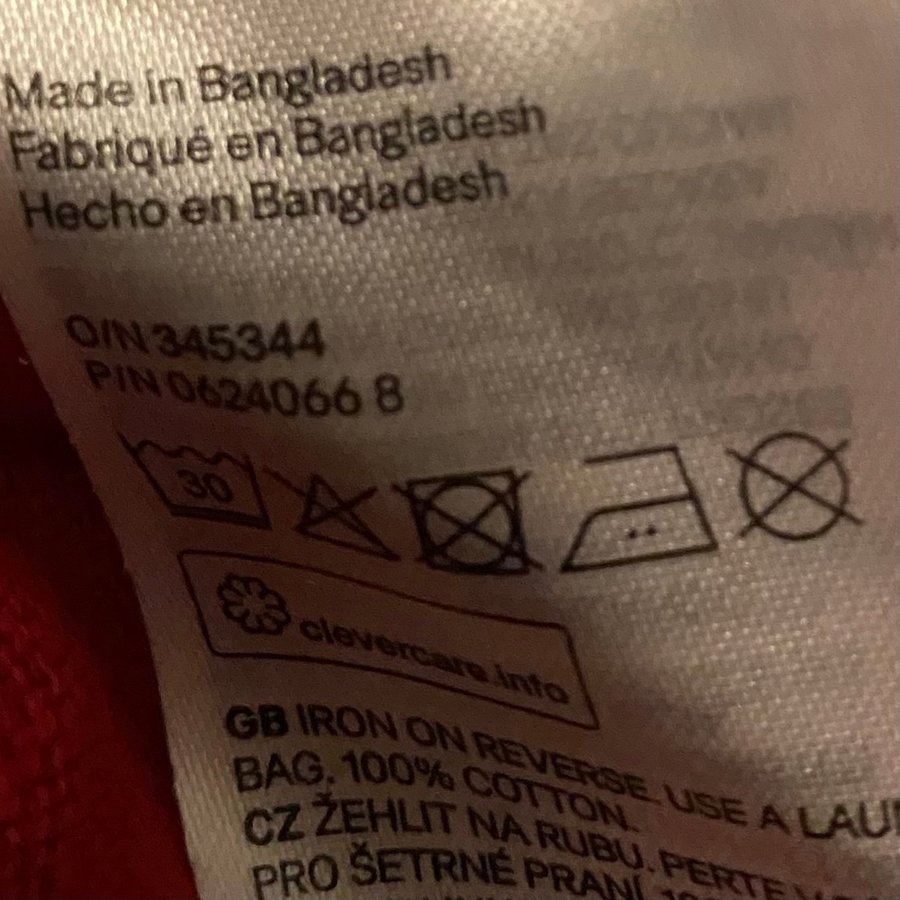 Made in Bangladesh
Fabriqué en Bangladesh
Hecho en Bangladesh
O/N 345344
P/N 0624066 8
30
clevercare.info
GB IRON ON REVERSE. USE A
BAG. 100% COTTON.
CZ ŽEHLIT NA RUBU. PERTE
PRO ŠETRNÉ PRANÍ.